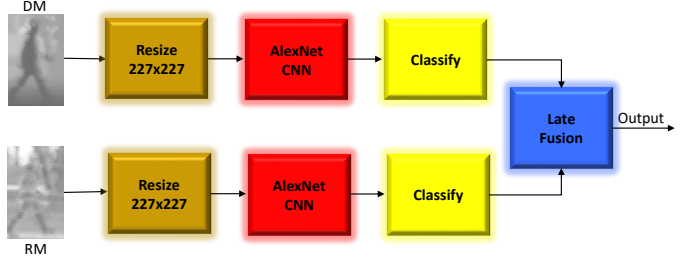 DM
Resize
227x227
AlexNet
CNN
Classify
Late
Fusion
Output
Resize
227x227
AlexNet
CNN
Classify
RM